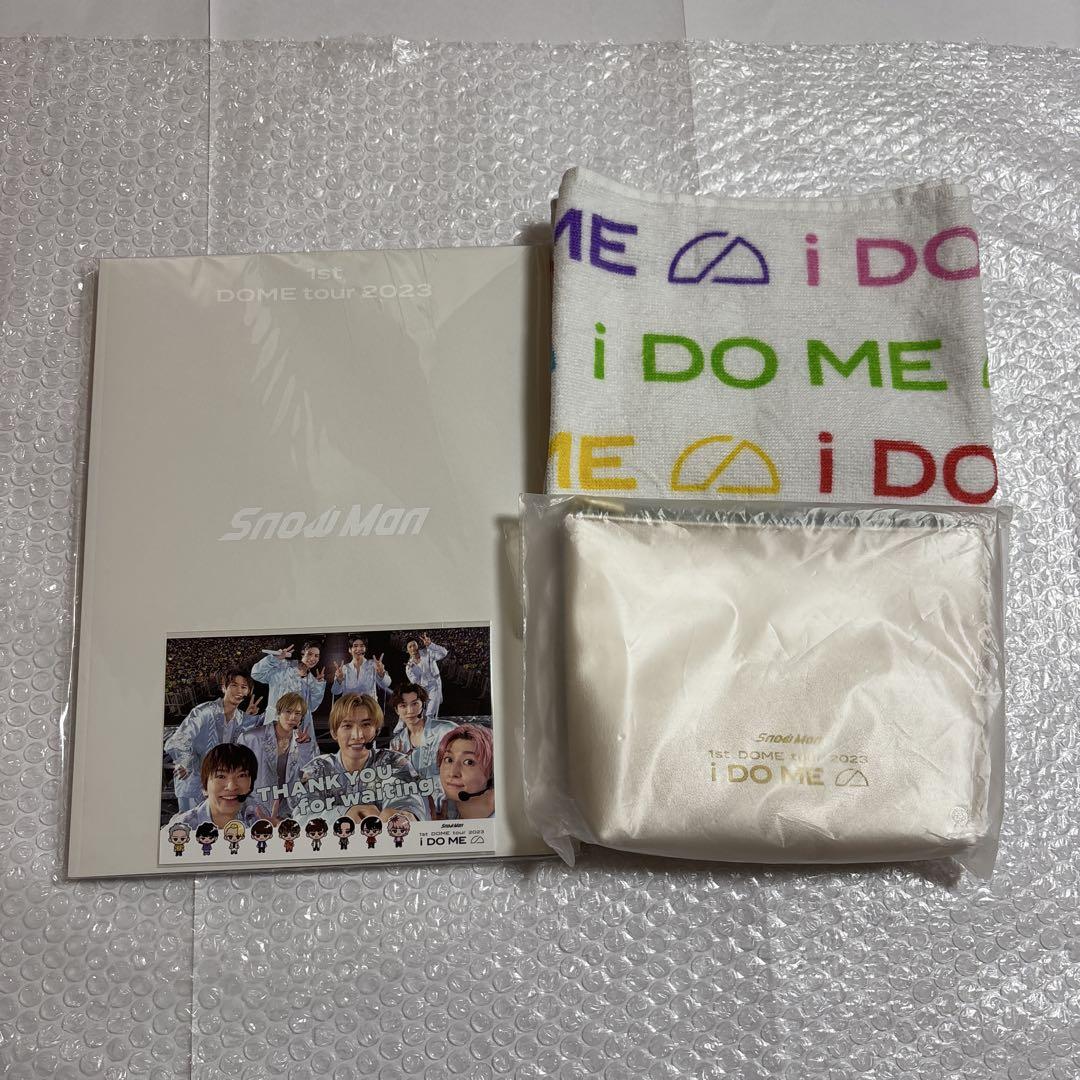 1st
DOME tour 2023
Snow Man
THANK YOU
for waiting
Snow Man
1st DOME tour 2023
i DO ME
ME i DO
i DO ME
ME i DO
Snow Man
1st DOME tour 2023
i DO ME